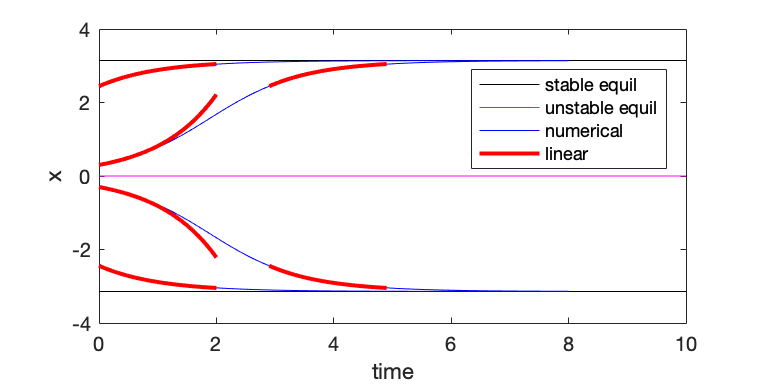 4
2
0
-2
-4
x
stable equil
unstable equil
numerical
linear
0 2 4 6 8 10
time